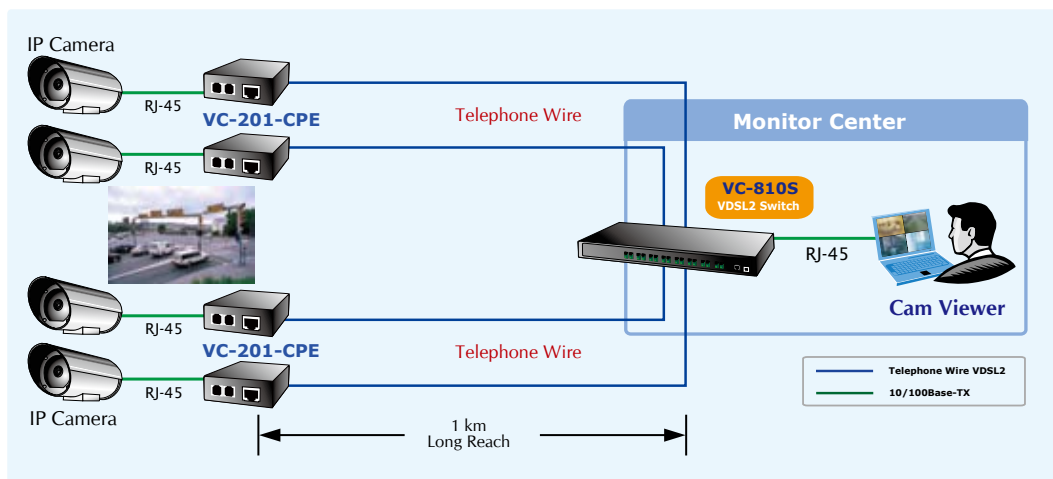 IP Camera
RJ-45
VC-201-CPE
RJ-45
Telephone Wire
Monitor Center
VC-810S
VDSL2 Switch
RJ-45
Cam Viewer
RJ-45
VC-201-CPE
RJ-45
IP Camera
Telephone Wire
Telephone Wire VDSL2
10/100Base-TX
1 km
Long Reach